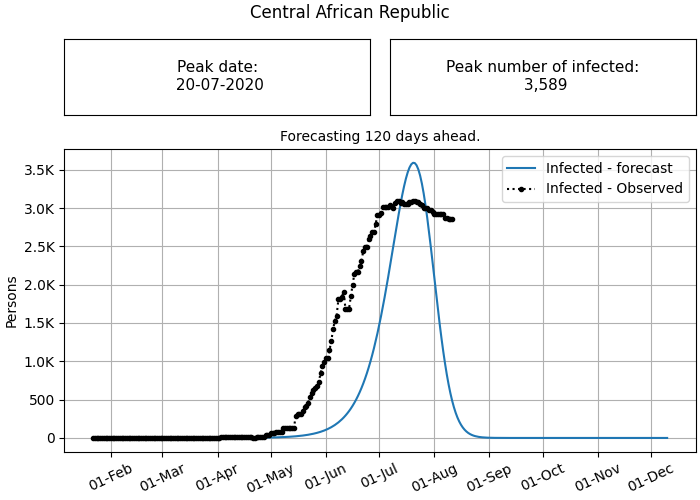 Central African Republic
Peak date:
20-07-2020
Peak number of infected:
3,589
Forecasting 120 days ahead.
Infected - forecast
Infected - Observed
3.5K
3.0K
2.5K
2.0K
1.5K
1.0K
500
0
Persons
01-Feb
01-Mar
01-Apr
01-May
01-Jun
01-Jul
01-Aug
01-Sep
01-Oct
01-Nov
01-Dec